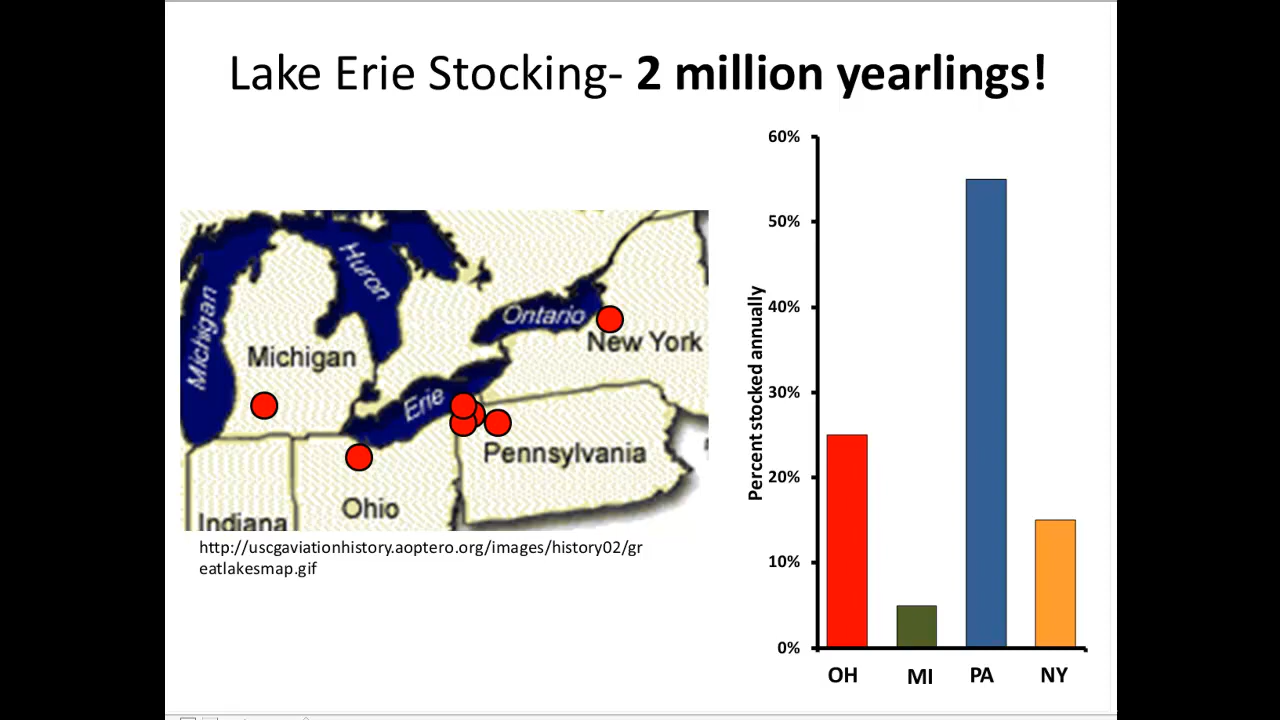 Lake Erie Stocking- 2 million yearlings!
Michigan
Huron
Ontario
New York
Michigan
Erie
Pennsylvania
Ohio
Indiana
http://uscgaviationhistory.aoptero.org/images/history02/gr
eatlakesmap.gif
Percent stocked annually
60%
50%
40%
30%
20%
10%
0%
OH MI PA NY